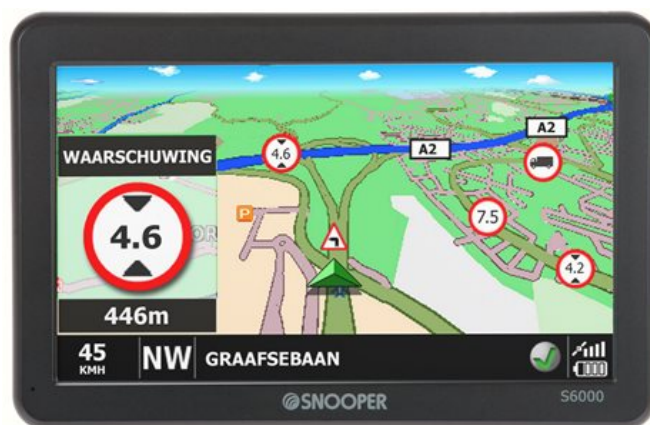 WAARSCHUWING
4.6
446m
4.6
A2
A2
7.5
4.2
P
45
KMH
NW
GRAAFSEBAAN
SNOOPER
S6000